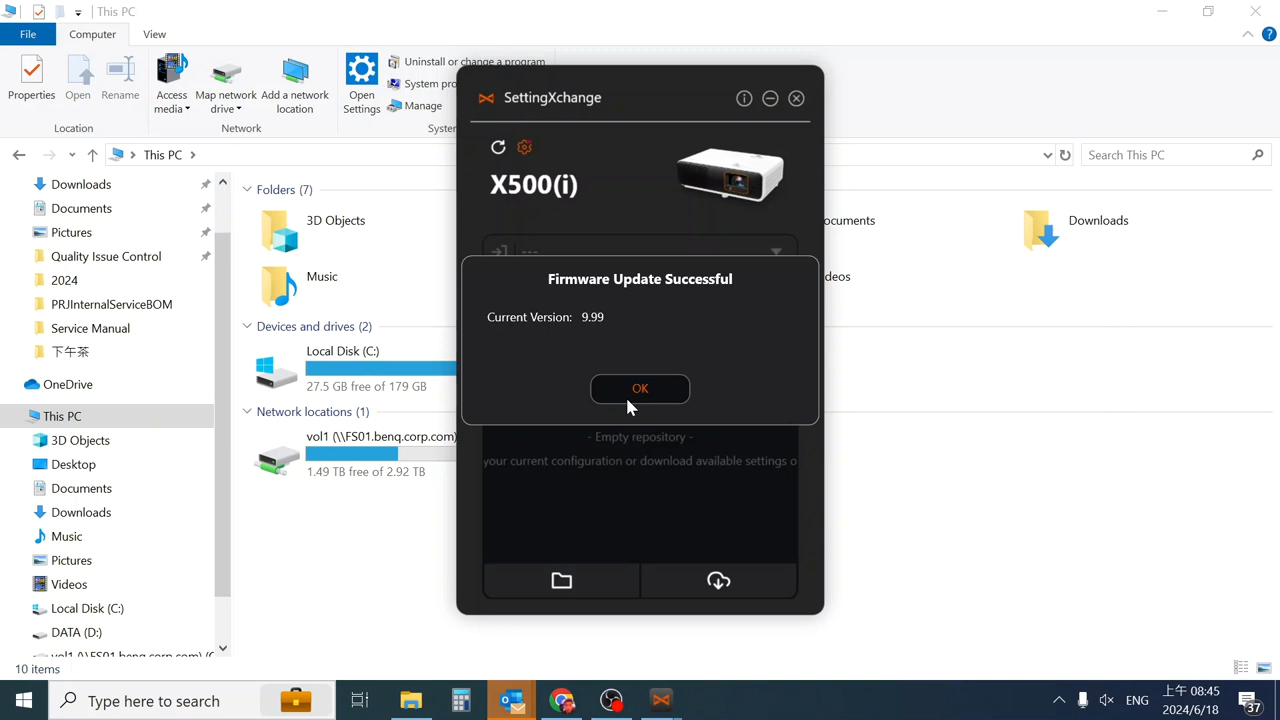 This PC
File
Computer
View
Properties
Open
Rename
Access media
Map network drive
Add a network location
Open Settings
Uninstall or change a program
System pro
Manage
Location
Network
Syster
This PC
Search This PC
Downloads
Documents
Pictures
Quality Issue Control
2024
PRJInternalServiceBOM
Service Manual
下午茶
OneDrive
This PC
3D Objects
Desktop
Documents
Downloads
Music
Pictures
Videos
Local Disk (C:)
DATA (D:)
vol1 (\\FS01.benq.corp.com) (
Folders (7)
3D Objects
ocuments
Downloads
Music
deos
Devices and drives (2)
Local Disk (C:)
27.5 GB free of 179 GB
Network locations (1)
vol1 (\\FS01.benq.corp.com)
1.49 TB free of 2.92 TB
SettingXchange
X500(i)
---
Firmware Update Successful
Current Version: 9.99
OK
- Empty repository -
your current configuration or download available settings o
10 items
Type here to search
ENG
上午 08:45
2024/6/18
37